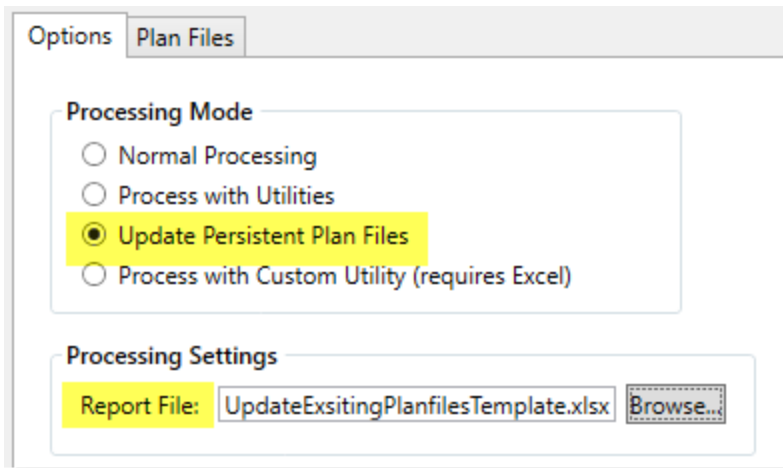 Options Plan Files
Processing Mode
Normal Processing
Process with Utilities
Update Persistent Plan Files
Process with Custom Utility (requires Excel)
Processing Settings
Report File: UpdateExsitingPlanfilesTemplate.xlsx Browse...